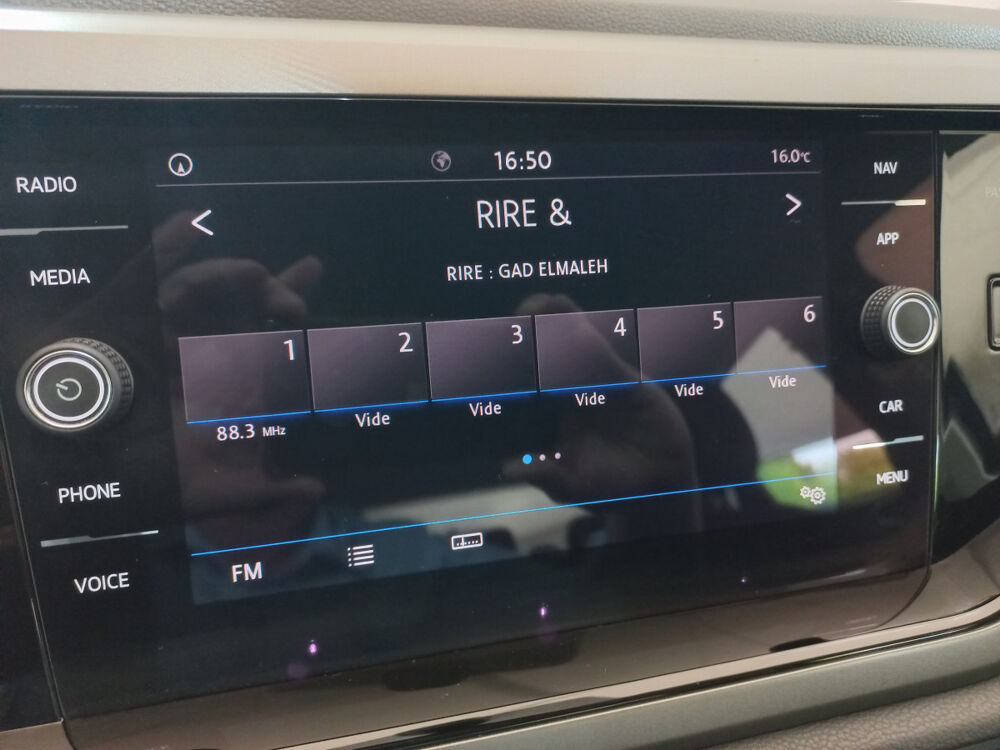 16:50
16.0°C
RADIO
NAV
<
RIRE &
>
APP
MEDIA
RIRE : GAD ELMALEH
1
2
3
4
5
6
88.3 MHz
Vide
Vide
Vide
Vide
Vide
CAR
PHONE
MENU
FM
VOICE